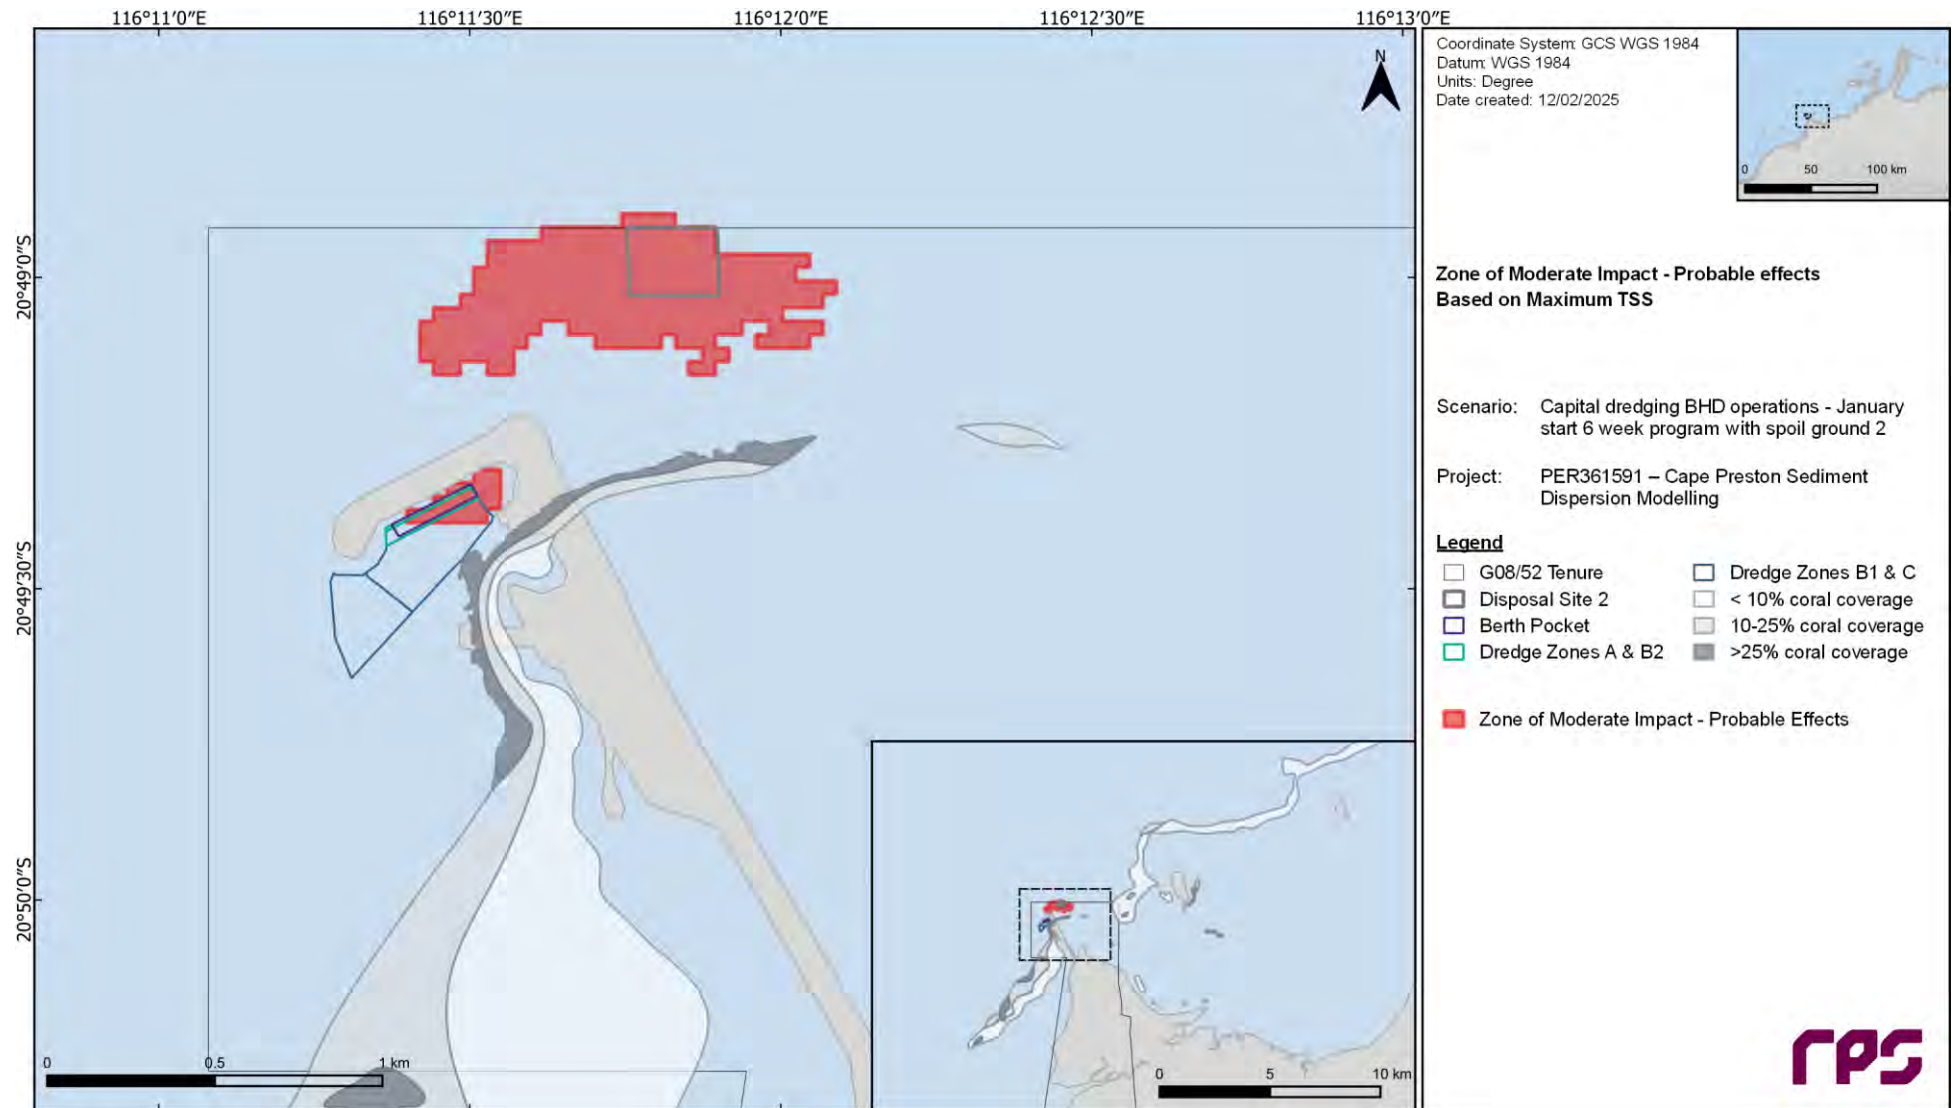 116°11'0"E
116°11'30"E
116°12'0"E
116°12'30"E
116°13'0"E
20°49'0"S
20°49'30"S
20°50'0"S
N
0 0.5 1 km
0 5 10 km
Coordinate System: GCS WGS 1984
Datum: WGS 1984
Units: Degree
Date created: 12/02/2025
0 50 100 km
Zone of Moderate Impact - Probable effects
Based on Maximum TSS
Scenario: Capital dredging BHD operations - January
start 6 week program with spoil ground 2
Project: PER361591 – Cape Preston Sediment
Dispersion Modelling
Legend
G08/52 Tenure
Disposal Site 2
Berth Pocket
Dredge Zones A & B2
Dredge Zones B1 & C
< 10% coral coverage
10-25% coral coverage
>25% coral coverage
Zone of Moderate Impact - Probable Effects
rps